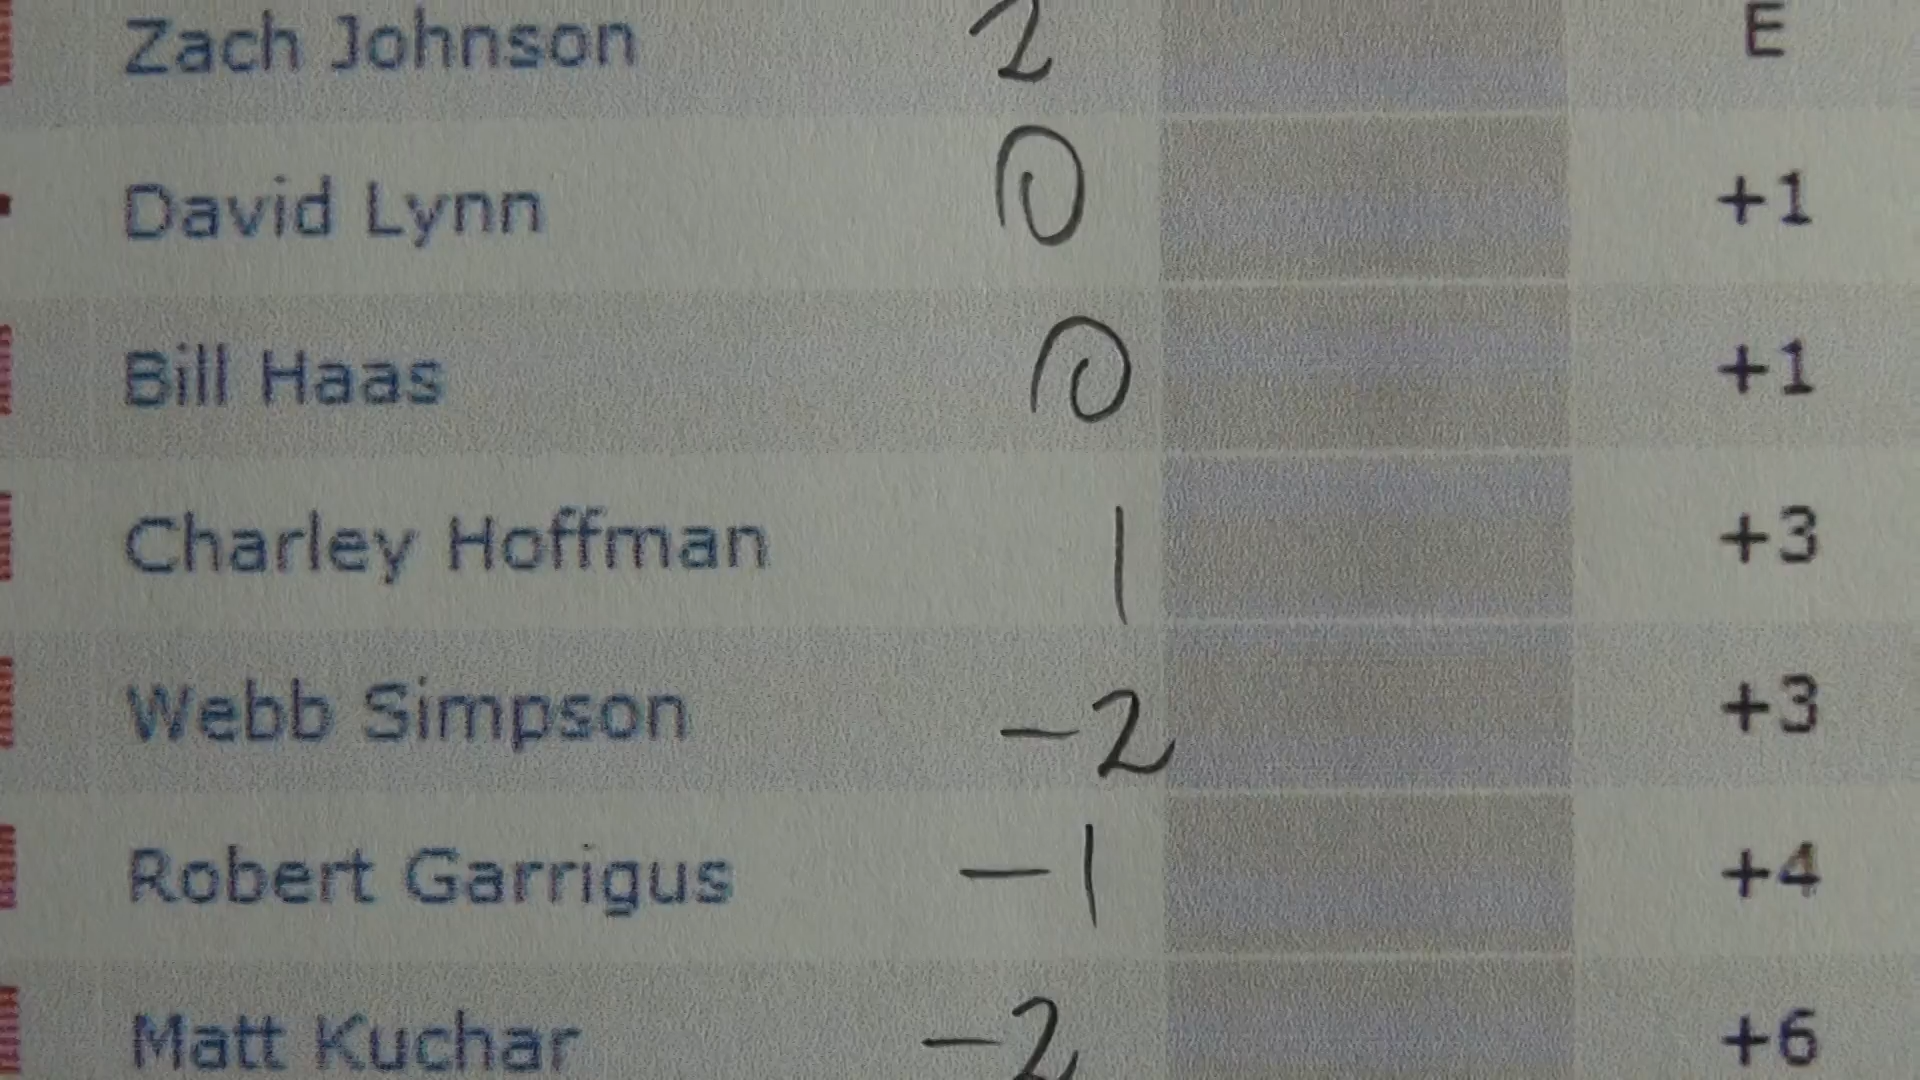 Zach Johnson 2 E
David Lynn 0 +1
Bill Haas 0 +1
Charley Hoffman 1 +3
Webb Simpson -2 +3
Robert Garrigus -1 +4
Matt Kuchar -2 +6